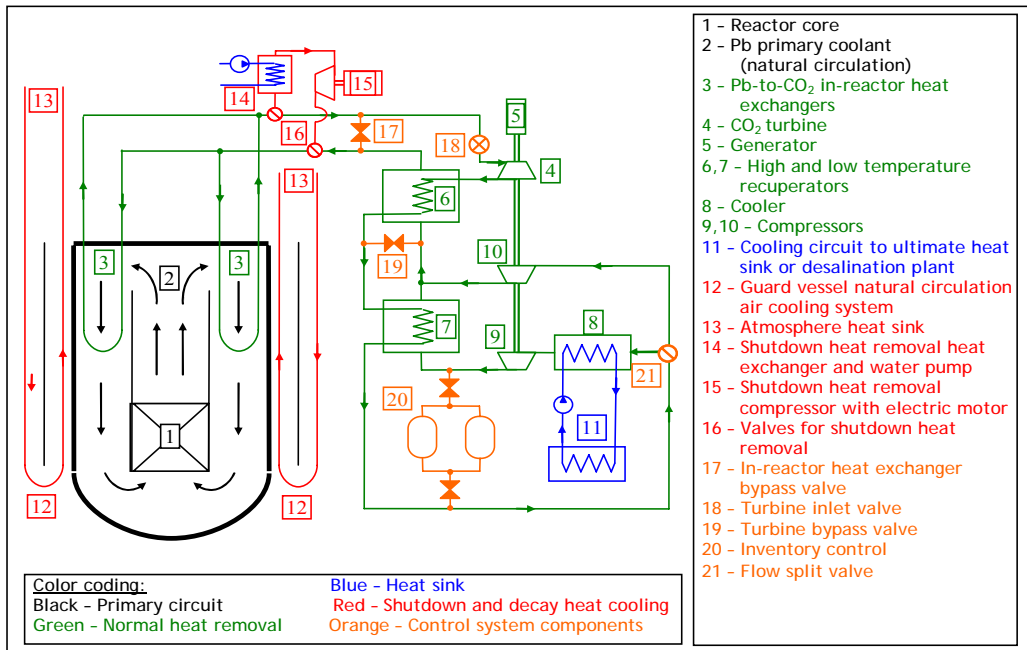 13
14
15
5
16
17
18
13
4
6
3
2
3
19
10
7
9
8
21
20
11
1
12
12
1 – Reactor core
2 – Pb primary coolant
(natural circulation)
3 – Pb-to-CO₂ in-reactor heat
exchangers
4 – CO₂ turbine
5 – Generator
6,7 – High and low temperature
recuperators
8 – Cooler
9,10 – Compressors
11 – Cooling circuit to ultimate heat
sink or desalination plant
12 – Guard vessel natural circulation
air cooling system
13 – Atmosphere heat sink
14 – Shutdown heat removal heat
exchanger and water pump
15 – Shutdown heat removal
compressor with electric motor
16 – Valves for shutdown heat
removal
17 – In-reactor heat exchanger
bypass valve
18 – Turbine inlet valve
19 – Turbine bypass valve
20 – Inventory control
21 – Flow split valve
Color coding:
Black – Primary circuit
Green – Normal heat removal
Blue – Heat sink
Red – Shutdown and decay heat cooling
Orange – Control system components